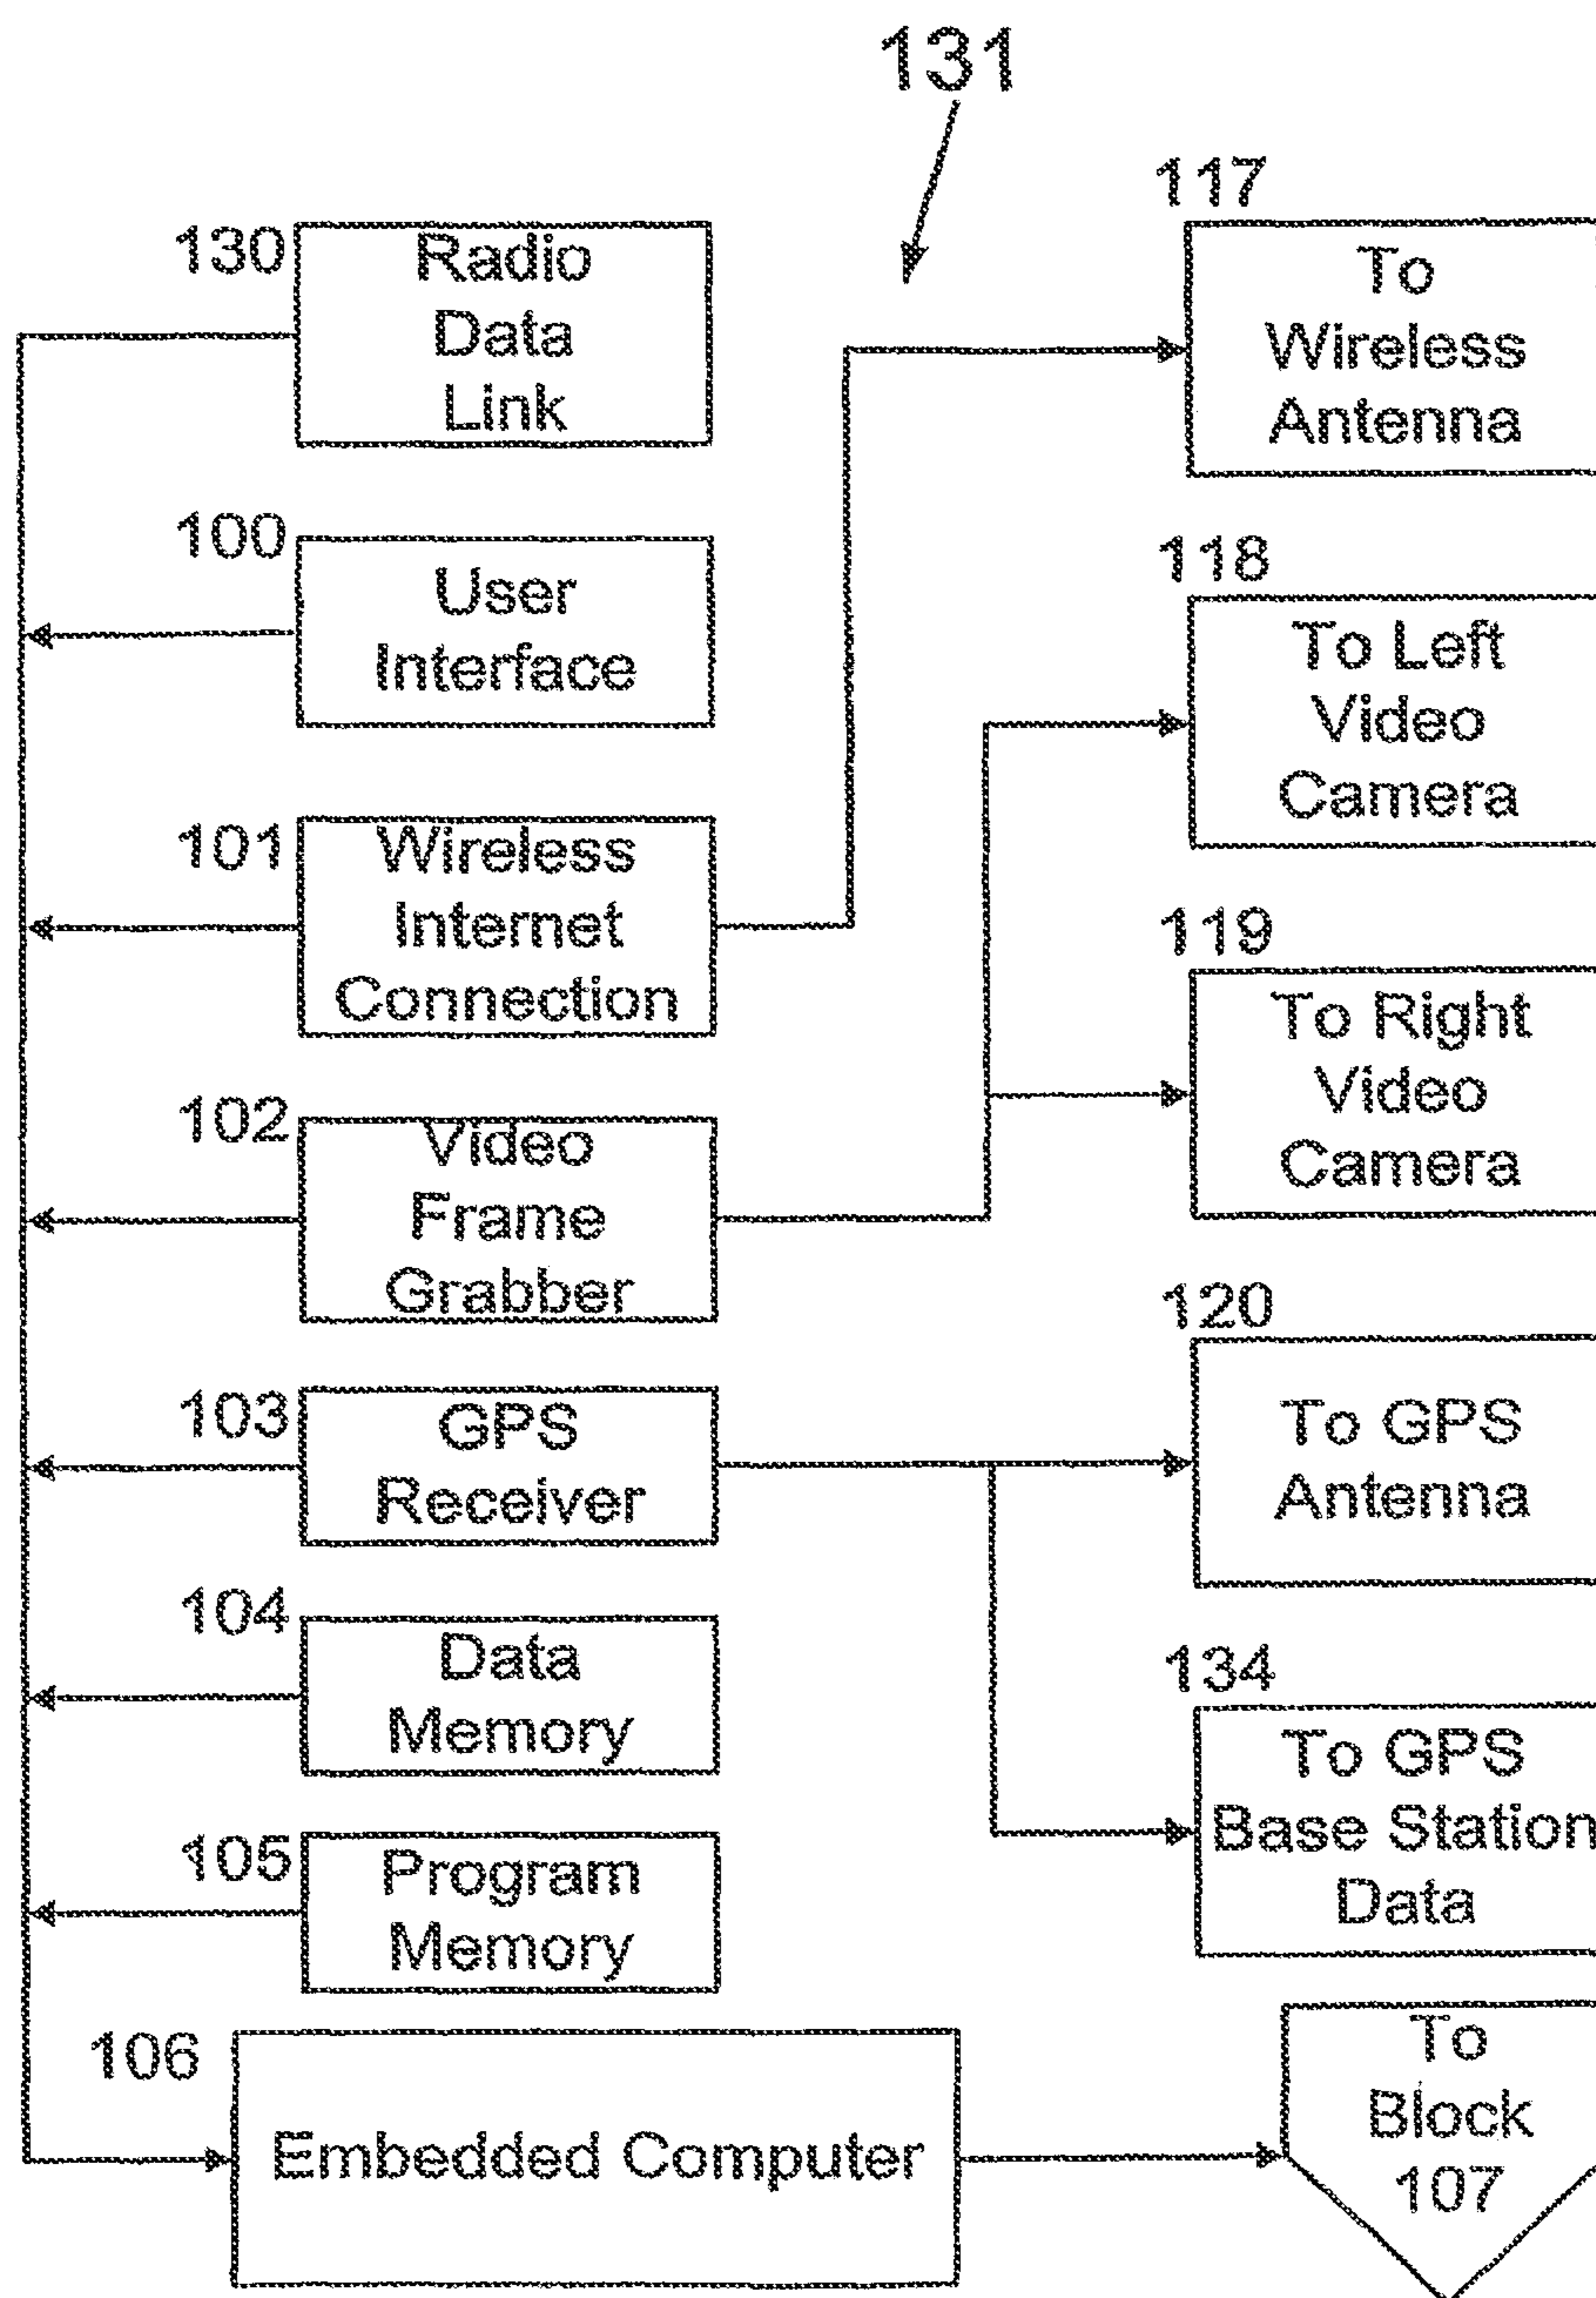 131
117
130
Radio
Data
Link
To
Wireless
Antenna
100
User
Interface
118
To Left
Video
Camera
101
Wireless
Internet
Connection
119
To Right
Video
Camera
102
Video
Frame
Grabber
120
To GPS
Antenna
103
GPS
Receiver
104
Data
Memory
134
To GPS
Base Station
Data
105
Program
Memory
106
Embedded Computer
To
Block
107